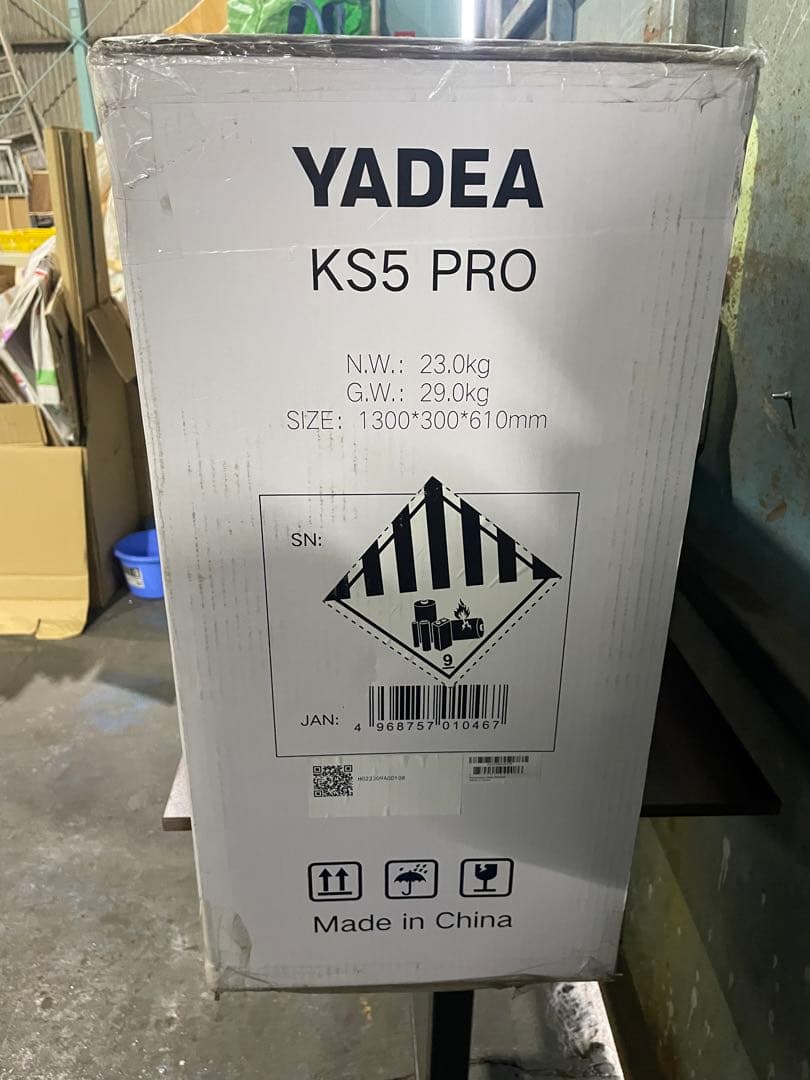 YADEA
KS5 PRO
N.W.: 23.0kg
G.W.: 29.0kg
SIZE: 1300*300*610mm
SN:
9
JAN:
4 968757 010467
Made in China